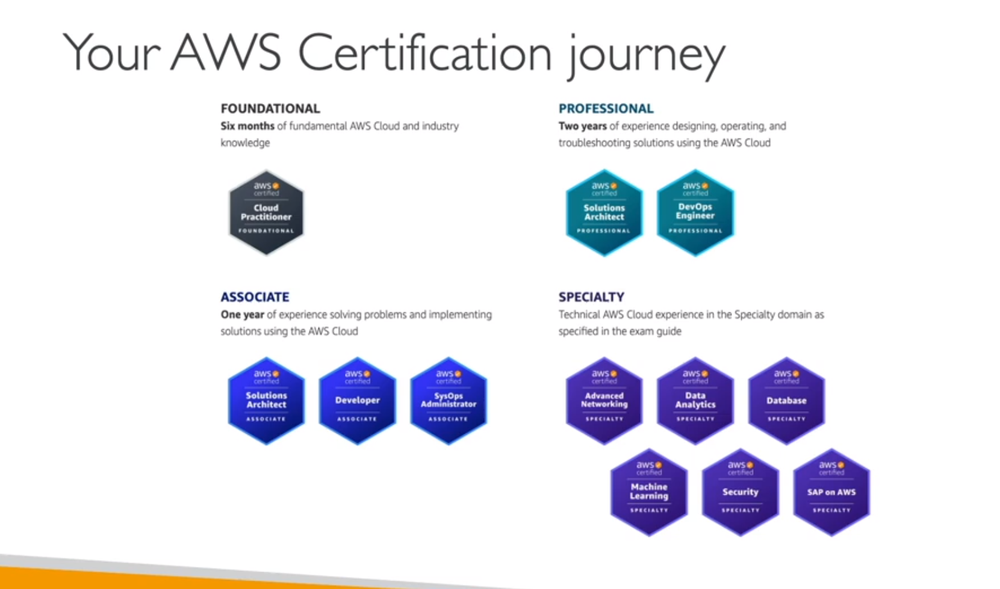 Your AWS Certification journey
FOUNDATIONAL
Six months of fundamental AWS Cloud and industry
knowledge
aws
certified
Cloud
Practitioner
FOUNDATIONAL
PROFESSIONAL
Two years of experience designing, operating, and
troubleshooting solutions using the AWS Cloud
aws
certified
Solutions
Architect
PROFESSIONAL
aws
certified
DevOps
Engineer
PROFESSIONAL
ASSOCIATE
One year of experience solving problems and implementing
solutions using the AWS Cloud
aws
certified
Solutions
Architect
ASSOCIATE
aws
certified
Developer
ASSOCIATE
aws
certified
SysOps
Administrator
ASSOCIATE
SPECIALTY
Technical AWS Cloud experience in the Specialty domain as
specified in the exam guide
aws
certified
Advanced
Networking
SPECIALTY
aws
certified
Data
Analytics
SPECIALTY
aws
certified
Database
SPECIALTY
aws
certified
Machine
Learning
SPECIALTY
aws
certified
Security
SPECIALTY
aws
certified
SAP on AWS
SPECIALTY